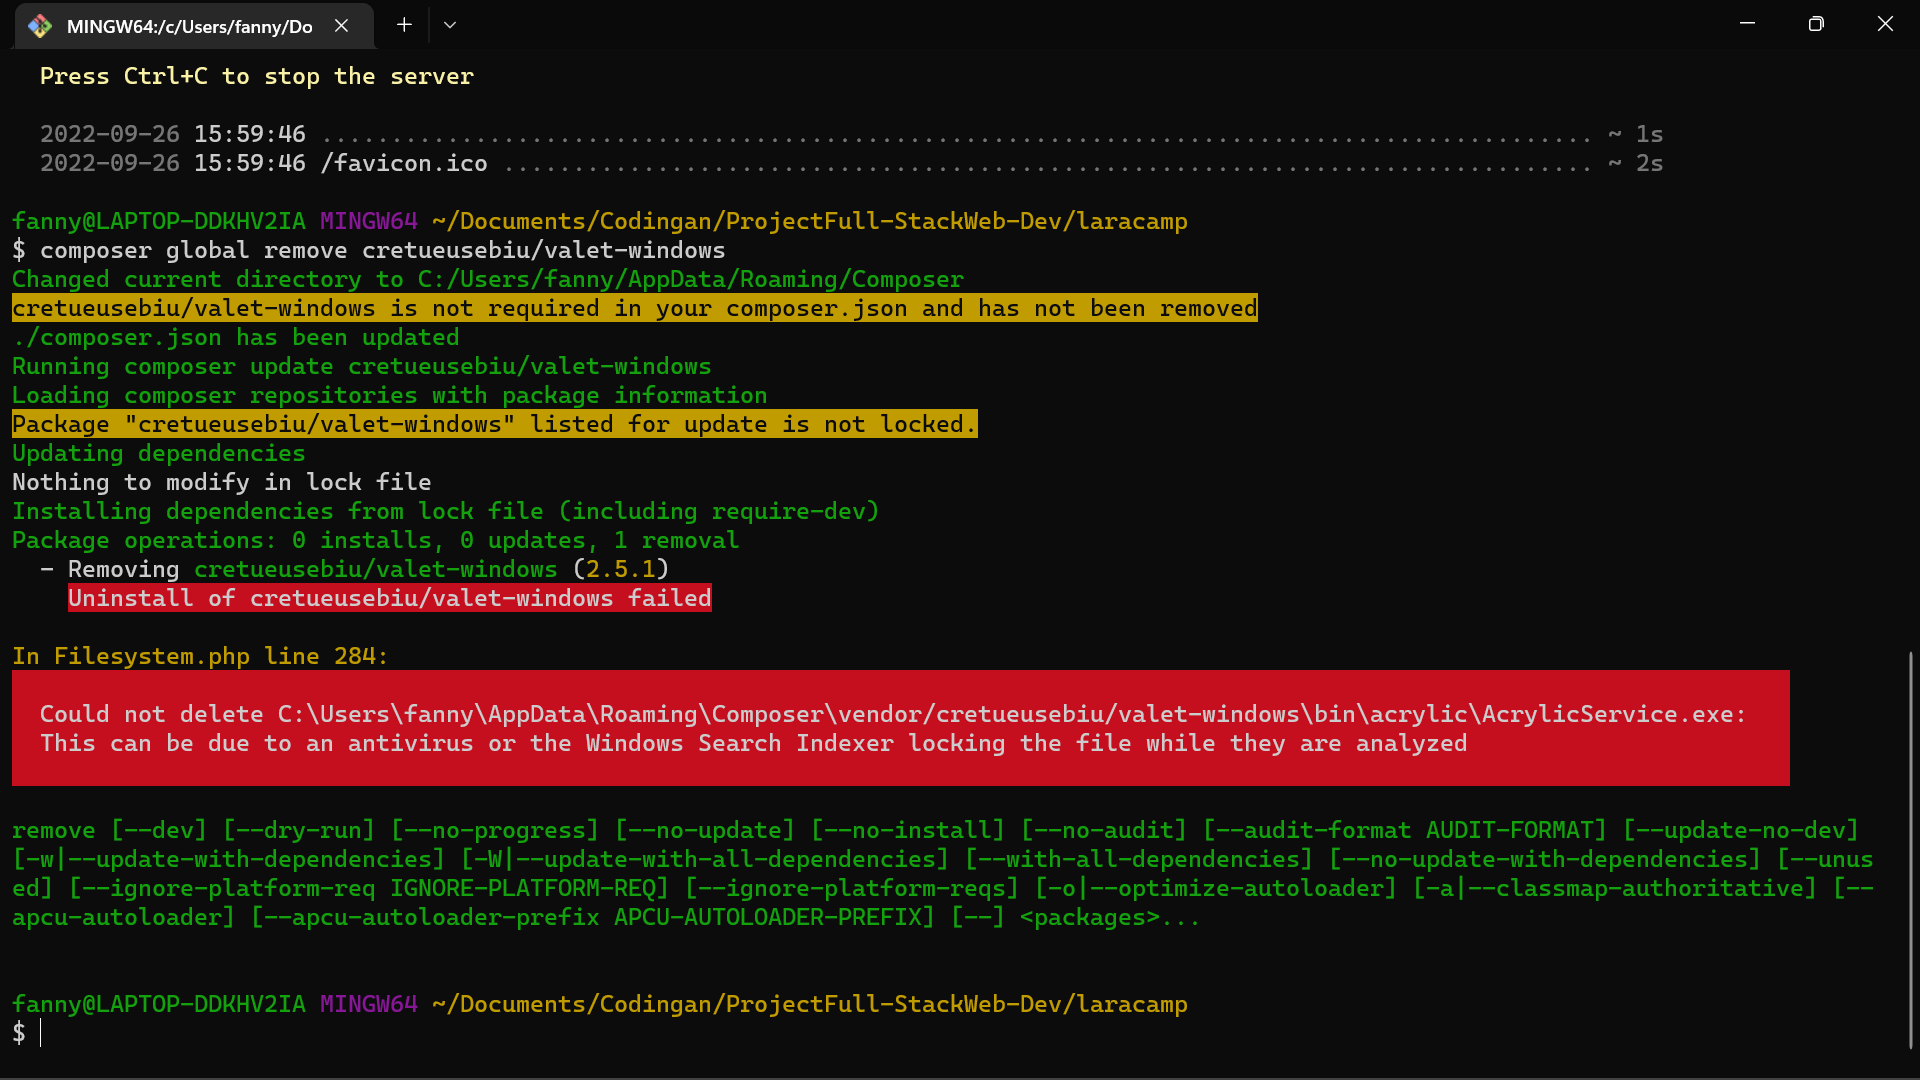 MINGW64:/c/Users/fanny/Do
Press Ctrl+C to stop the server
2022-09-26 15:59:46 ........................................................................................... ~ 1s
2022-09-26 15:59:46 /favicon.ico .............................................................................. ~ 2s
fanny@LAPTOP-DDKHV2IA MINGW64 ~/Documents/Codingan/ProjectFull-StackWeb-Dev/laracamp
$ composer global remove cretueusebiu/valet-windows
Changed current directory to C:/Users/fanny/AppData/Roaming/Composer
cretueusebiu/valet-windows is not required in your composer.json and has not been removed
./composer.json has been updated
Running composer update cretueusebiu/valet-windows
Loading composer repositories with package information
Package "cretueusebiu/valet-windows" listed for update is not locked.
Updating dependencies
Nothing to modify in lock file
Installing dependencies from lock file (including require-dev)
Package operations: 0 installs, 0 updates, 1 removal
- Removing cretueusebiu/valet-windows (2.5.1)
Uninstall of cretueusebiu/valet-windows failed
In Filesystem.php line 284:
Could not delete C:\Users\fanny\AppData\Roaming\Composer\vendor/cretueusebiu/valet-windows\bin\acrylic\AcrylicService.exe:
This can be due to an antivirus or the Windows Search Indexer locking the file while they are analyzed
remove [--dev] [--dry-run] [--no-progress] [--no-update] [--no-install] [--no-audit] [--audit-format AUDIT-FORMAT] [--update-no-dev]
[-w|--update-with-dependencies] [-W|--update-with-all-dependencies] [--with-all-dependencies] [--no-update-with-dependencies] [--unus
ed] [--ignore-platform-req IGNORE-PLATFORM-REQ] [--ignore-platform-reqs] [-o|--optimize-autoloader] [-a|--classmap-authoritative] [--
apcu-autoloader] [--apcu-autoloader-prefix APCU-AUTOLOADER-PREFIX] [--] <packages>...
fanny@LAPTOP-DDKHV2IA MINGW64 ~/Documents/Codingan/ProjectFull-StackWeb-Dev/laracamp
$